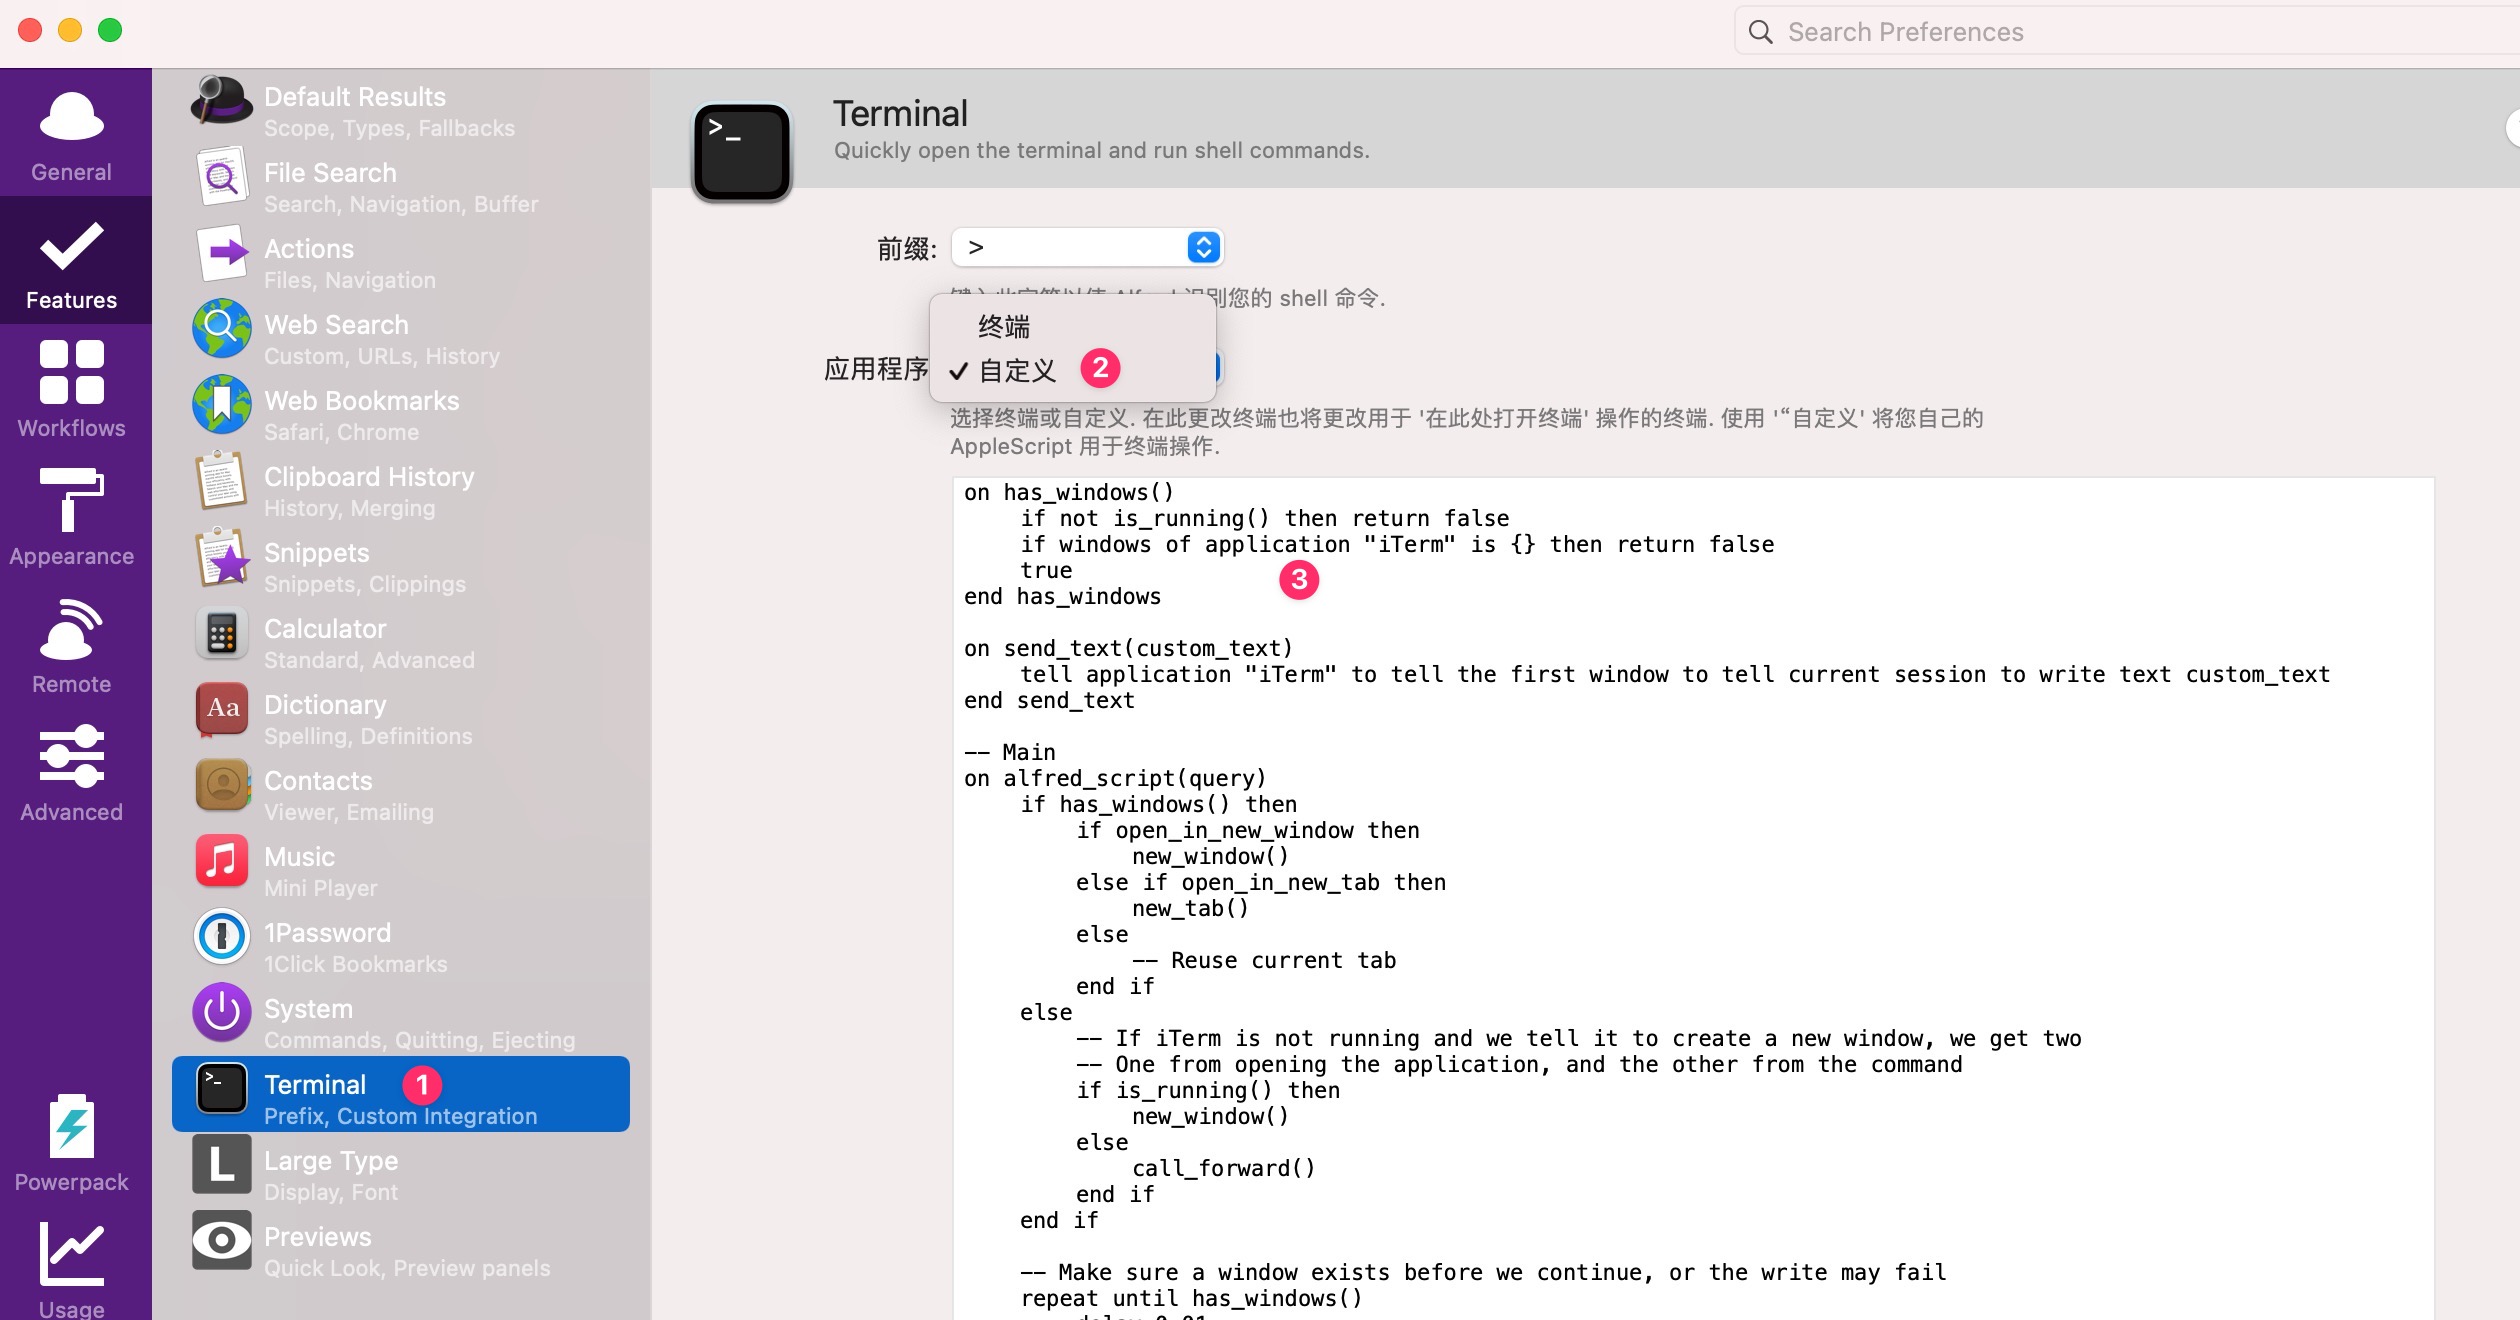 Search Preferences
General
Features
Workflows
Appearance
Remote
Advanced
Powerpack
Usage
Default Results
Scope, Types, Fallbacks
File Search
Search, Navigation, Buffer
Actions
Files, Navigation
Web Search
Custom, URLs, History
Web Bookmarks
Safari, Chrome
Clipboard History
History, Merging
Snippets
Snippets, Clippings
Calculator
Standard, Advanced
Aa
Dictionary
Spelling, Definitions
Contacts
Viewer, Emailing
Music
Mini Player
1Password
1Click Bookmarks
System
Commands, Quitting, Ejecting
>_
Terminal 1
Prefix, Custom Integration
L
Large Type
Display, Font
Previews
Quick Look, Preview panels
>_
Terminal
Quickly open the terminal and run shell commands.
前缀: >
识别您的 shell 命令.
终端
应用程序 ✓ 自定义 2
选择终端或自定义. 在此更改终端也将更改用于 '在此处打开终端' 操作的终端. 使用 '“自定义' 将您自己的
AppleScript 用于终端操作.
on has_windows()
if not is_running() then return false
if windows of application "iTerm" is {} then return false
true
3
end has_windows
on send_text(custom_text)
tell application "iTerm" to tell the first window to tell current session to write text custom_text
end send_text
-- Main
on alfred_script(query)
if has_windows() then
if open_in_new_window then
new_window()
else if open_in_new_tab then
new_tab()
else
-- Reuse current tab
end if
else
-- If iTerm is not running and we tell it to create a new window, we get two
-- One from opening the application, and the other from the command
if is_running() then
new_window()
else
call_forward()
end if
end if
-- Make sure a window exists before we continue, or the write may fail
repeat until has_windows()